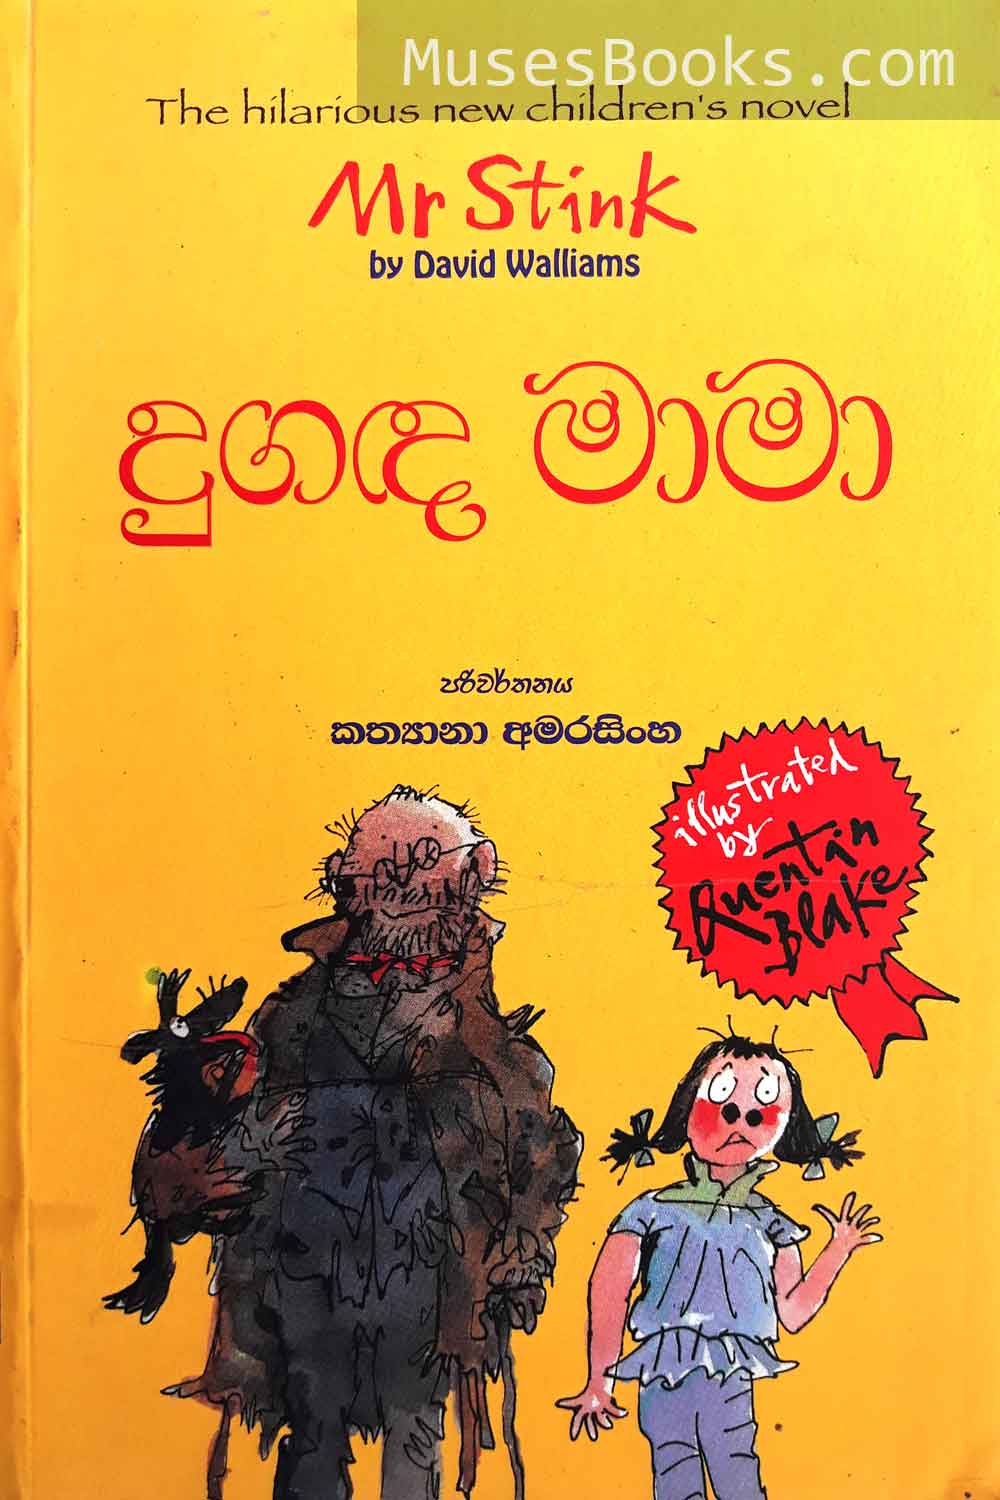 MusesBooks.com
The hilarious new children's novel
Mr Stink
by David Walliams
දුගඳ මාමා
පරිවර්තනය
කත්‍යානා අමරසිංහ
illustrated
by
Quentin
Blake